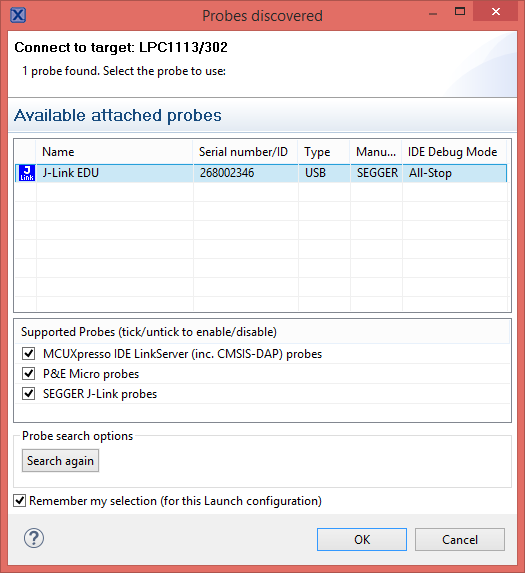 Probes discovered
Connect to target: LPC1113/302
1 probe found. Select the probe to use:
Available attached probes
Name Serial number/ID Type Manu... IDE Debug Mode
J Link J-Link EDU 268002346 USB SEGGER All-Stop
Supported Probes (tick/untick to enable/disable)
MCUXpresso IDE LinkServer (inc. CMSIS-DAP) probes
P&E Micro probes
SEGGER J-Link probes
Probe search options
Search again
Remember my selection (for this Launch configuration)
? OK Cancel